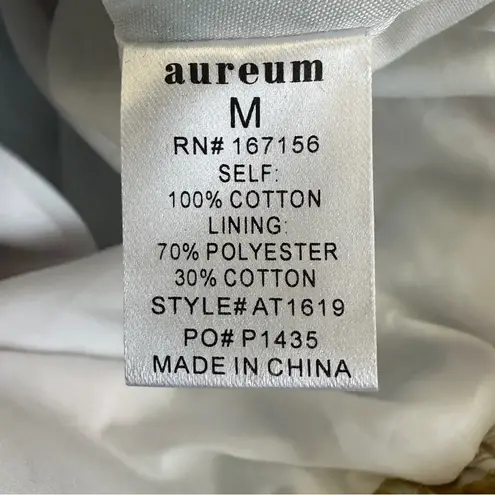 aureum
M
RN# 167156
SELF:
100% COTTON
LINING:
70% POLYESTER
30% COTTON
STYLE# AT1619
PO# P1435
MADE IN CHINA